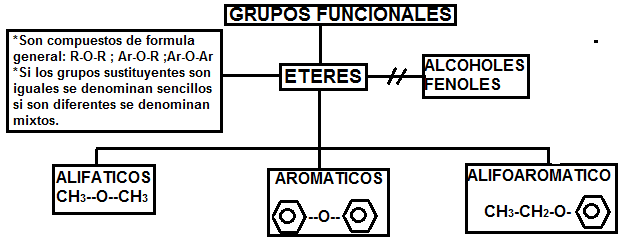 GRUPOS FUNCIONALES
*Son compuestos de formula
general: R-O-R ; Ar-O-R ;Ar-O-Ar
*Si los grupos sustituyentes son
iguales se denominan sencillos
si son diferentes se denominan
mixtos.
ETERES
ALCOHOLES
FENOLES
ALIFATICOS
CH3--O--CH3
AROMATICOS
--O--
ALIFOAROMATICO
CH3-CH2-O-